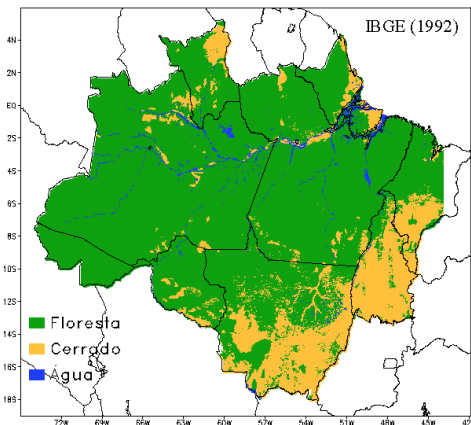 IBGE (1992)
4N
2N
EQ
2S
4S
6S
8S
10S
12S
14S
16S
18S
Floresta
Cerrado
Agua
72W 69W 66W 63W 60W 57W 54W 51W 48W 45W 42